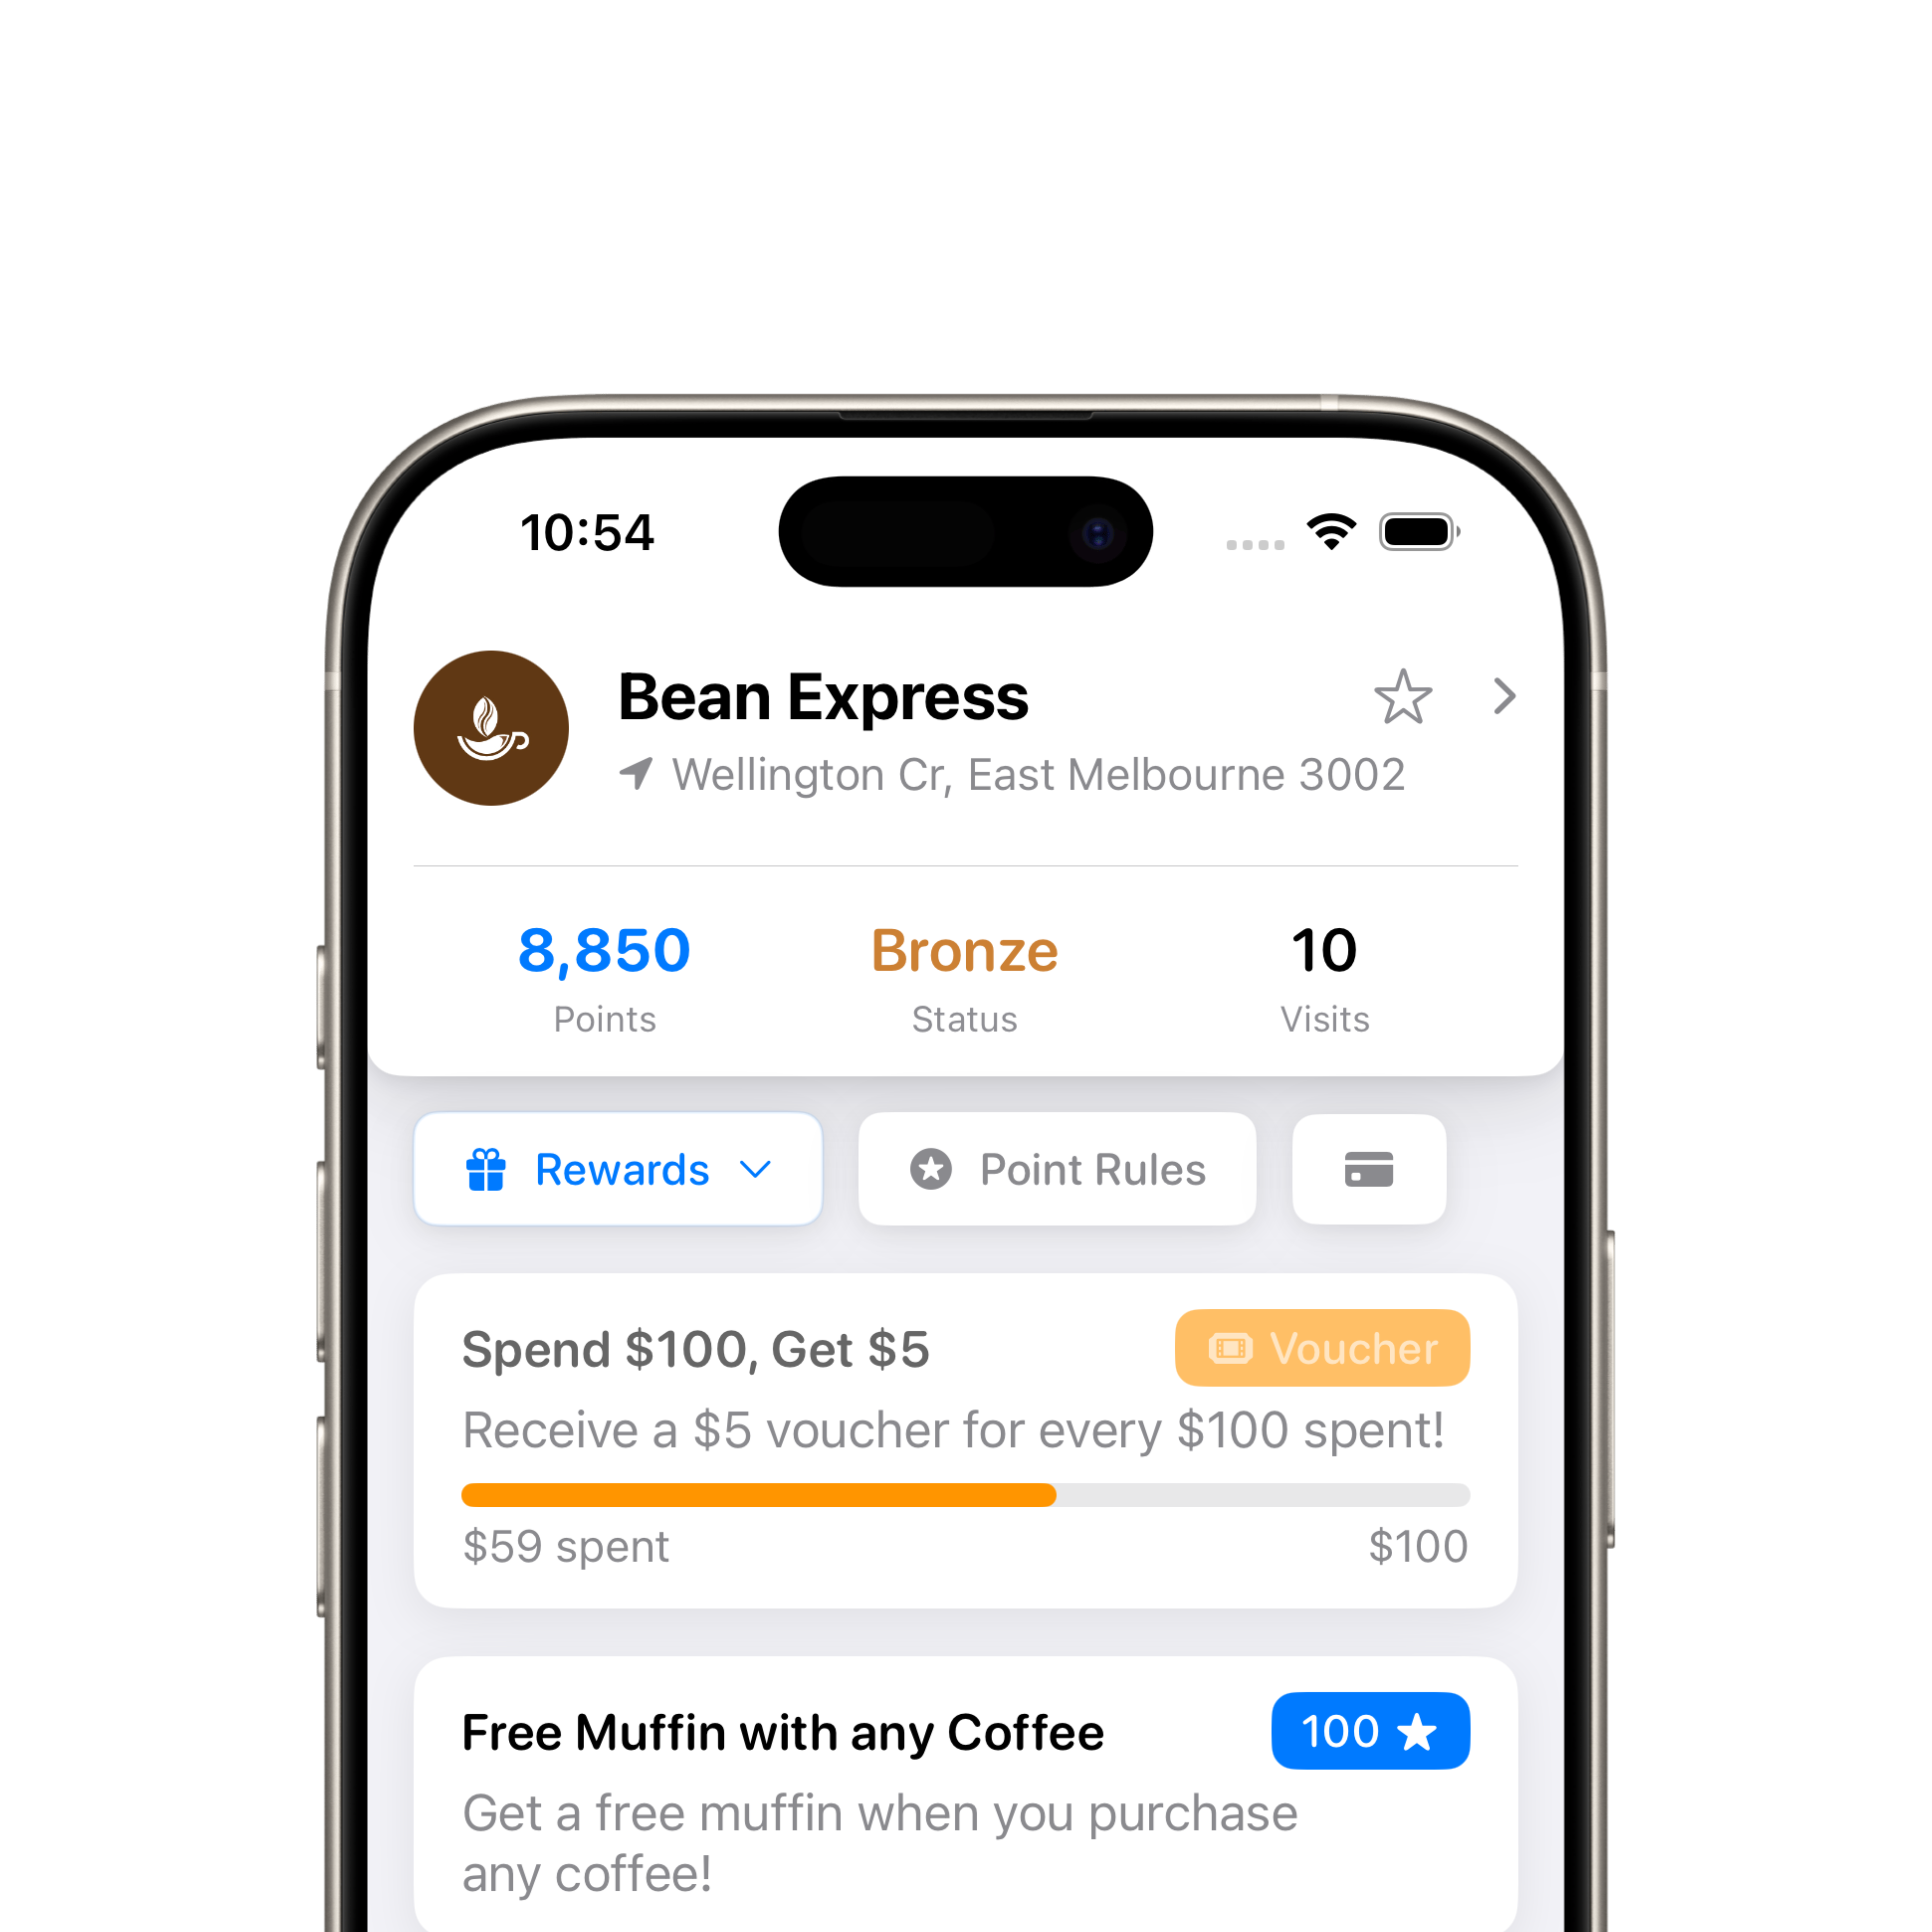 10:54
Bean Express
Wellington Cr, East Melbourne 3002
8,850 Bronze 10
Points Status Visits
Rewards Point Rules
Spend $100, Get $5 Voucher
Receive a $5 voucher for every $100 spent!
$59 spent $100
Free Muffin with any Coffee 100
Get a free muffin when you purchase
any coffee!